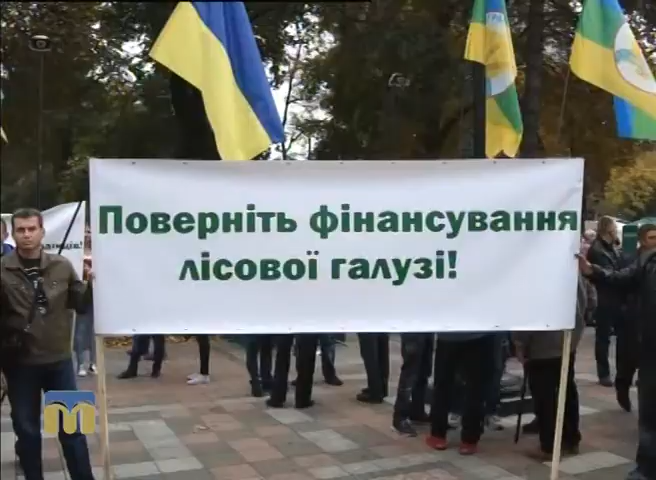 Поверніть фінансування
лісової галузі!